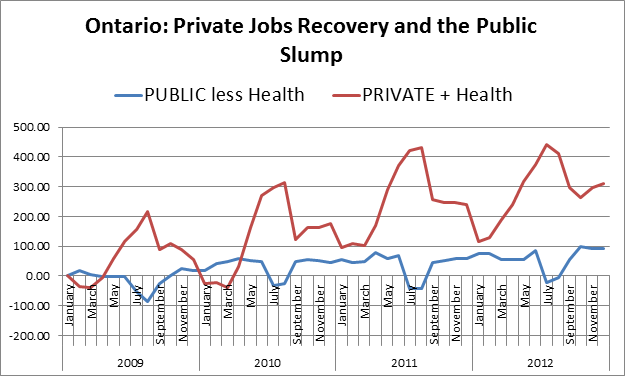 Ontario: Private Jobs Recovery and the Public
Slump
PUBLIC less Health PRIVATE + Health
500.00
400.00
300.00
200.00
100.00
0.00
-100.00
-200.00
January March May July September November January March May July September November January March May July September November January March May July September November
2009 2010 2011 2012